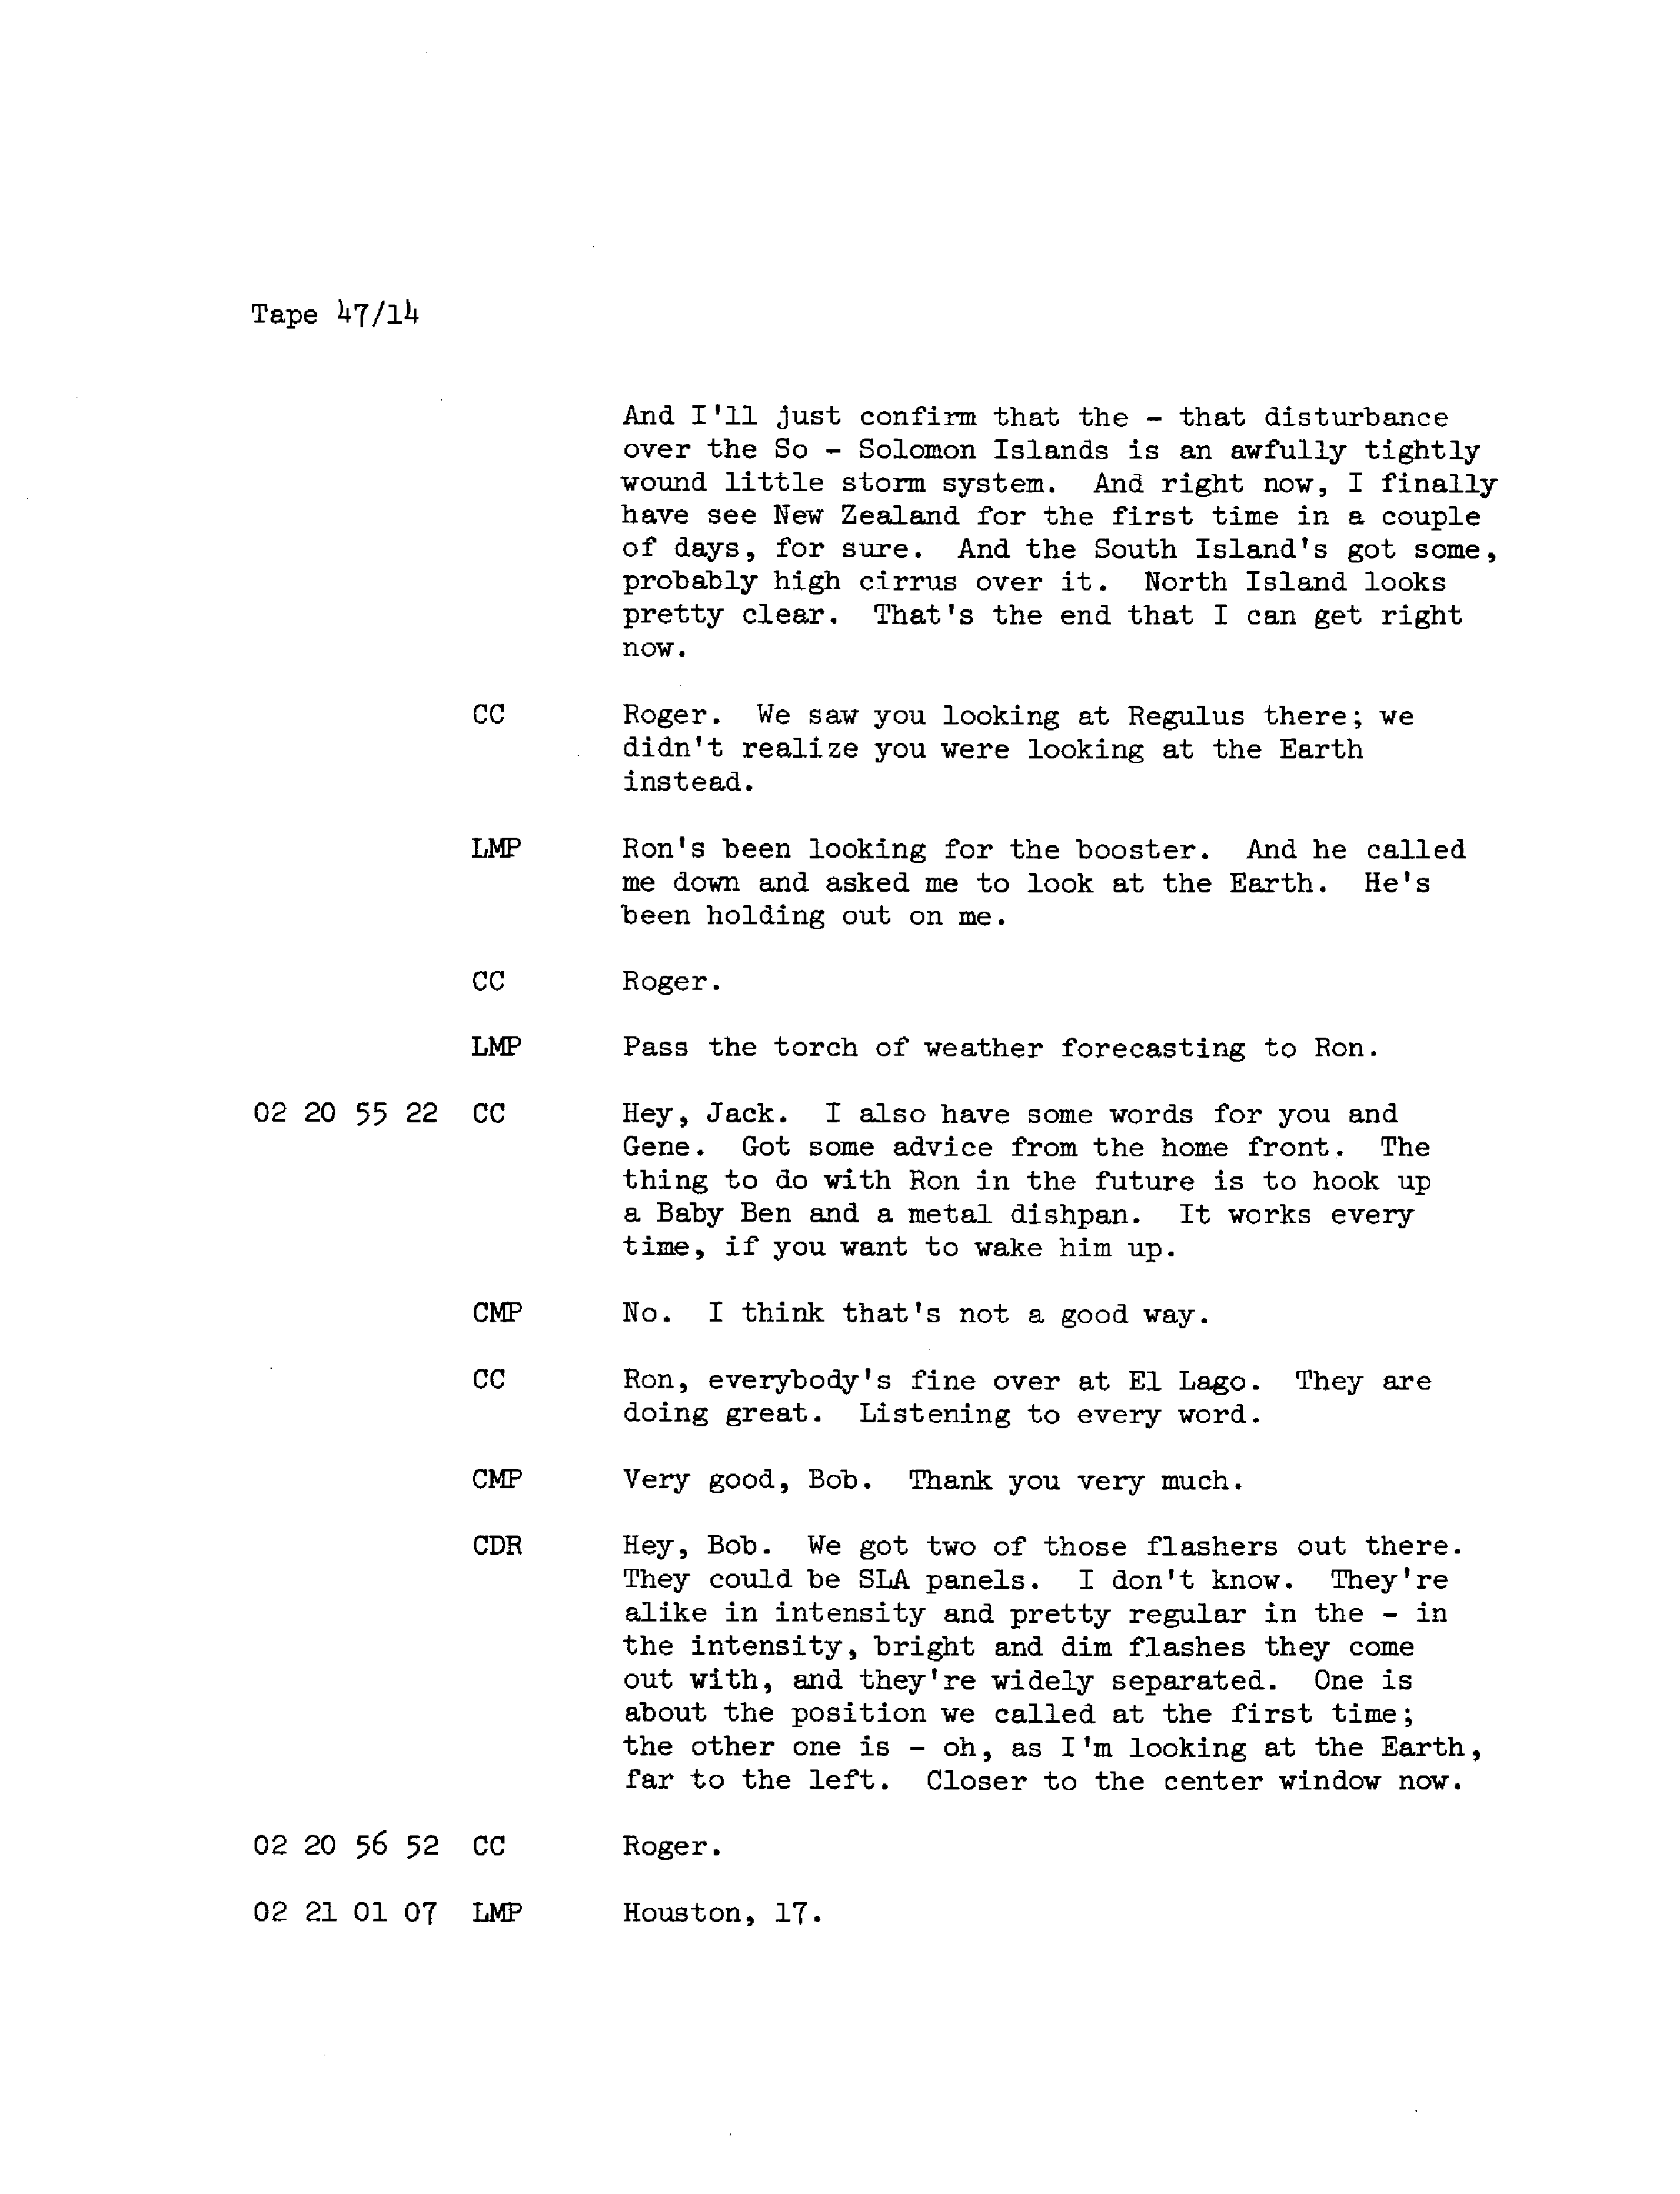 Tape 47/14
And I'll just confirm that the - that disturbance
over the So - Solomon Islands is an awfully tightly
wound little storm system. And right now, I finally
have see New Zealand for the first time in a couple
of days, for sure. And the South Island's got some,
probably high cirrus over it. North Island looks
pretty clear. That's the end that I can get right
now.
CC Roger. We saw you looking at Regulus there; we
didn't realize you were looking at the Earth
instead.
LMP Ron's been looking for the booster. And he called
me down and asked me to look at the Earth. He's
been holding out on me.
CC Roger.
LMP Pass the torch of weather forecasting to Ron.
02 20 55 22 CC Hey, Jack. I also have some words for you and
Gene. Got some advice from the home front. The
thing to do with Ron in the future is to hook up
a Baby Ben and a metal dishpan. It works every
time, if you want to wake him up.
CMP No. I think that's not a good way.
CC Ron, everybody's fine over at El Lago. They are
doing great. Listening to every word.
CMP Very good, Bob. Thank you very much.
CDR Hey, Bob. We got two of those flashers out there.
They could be SLA panels. I don't know. They're
alike in intensity and pretty regular in the - in
the intensity, bright and dim flashes they come
out with, and they're widely separated. One is
about the position we called at the first time;
the other one is - oh, as I'm looking at the Earth,
far to the left. Closer to the center window now.
02 20 56 52 CC Roger.
02 21 01 07 LMP Houston, 17.